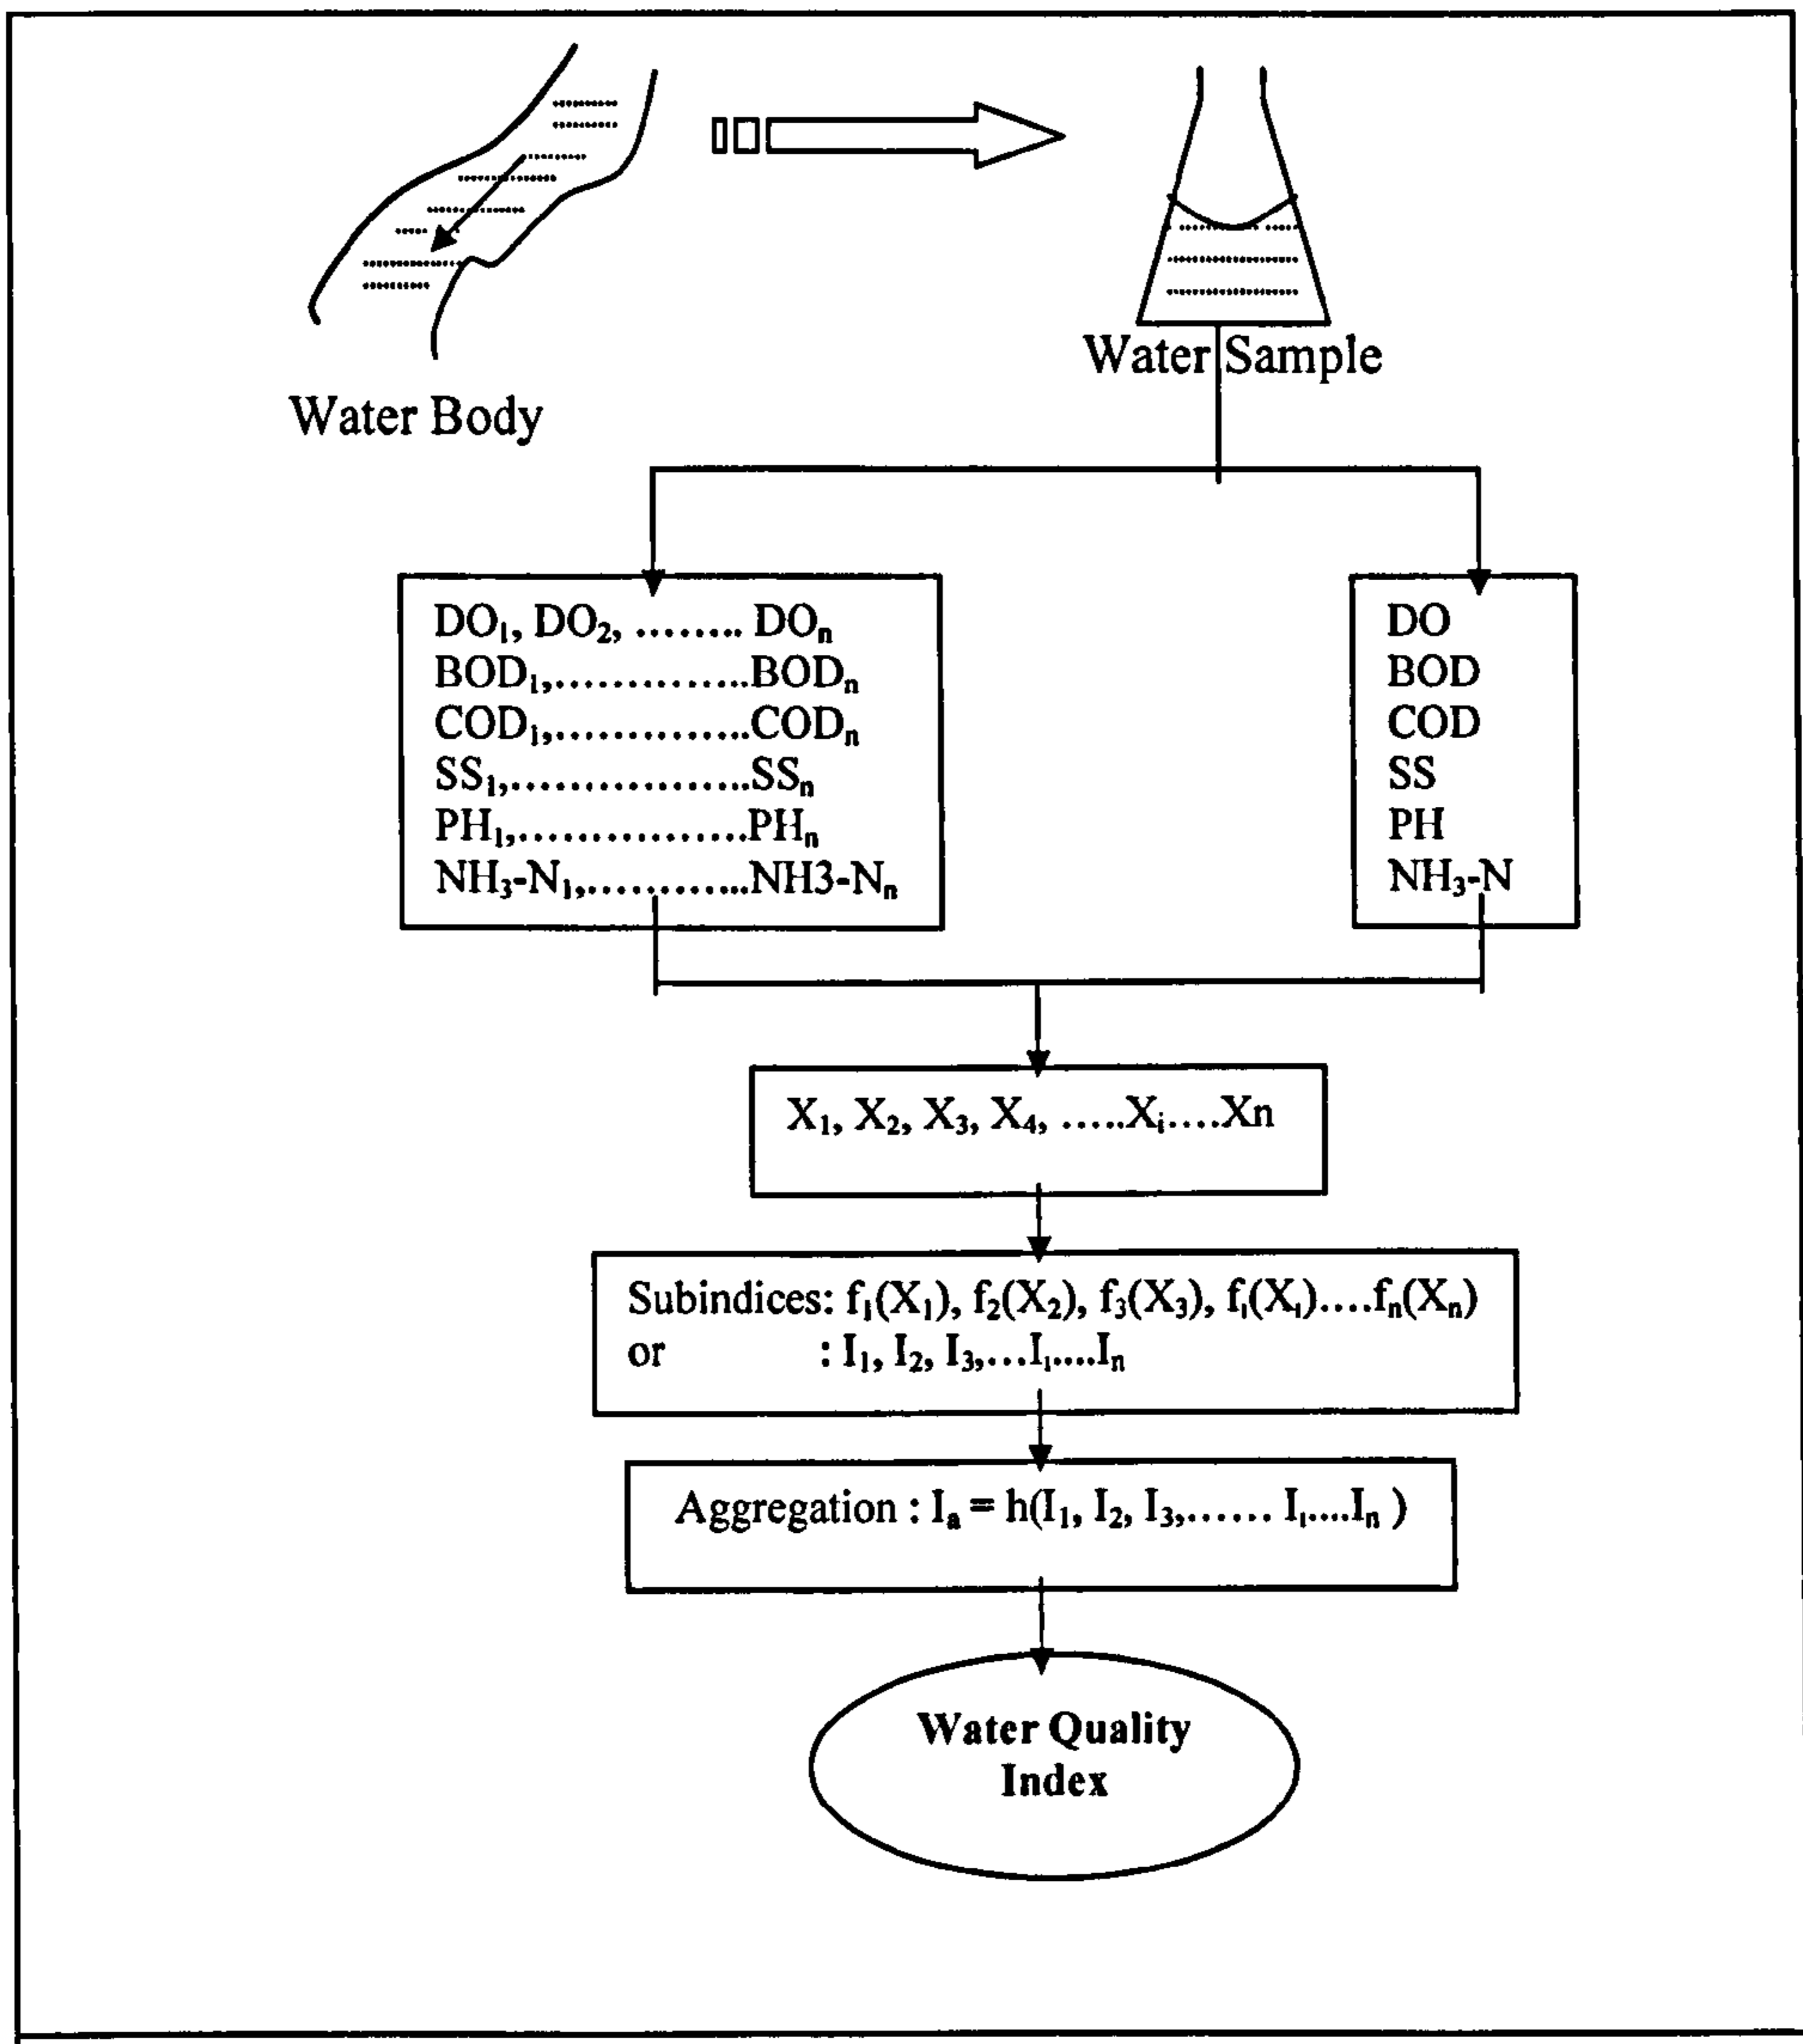 Water Body
Water Sample
DO₁, DO₂, ........ DOₙ
BOD₁,..............BODₙ
COD₁,..............CODₙ
SS₁,.................SSₙ
PH₁,................PHₙ
NH₃-N₁,...........NH3-Nₙ
DO
BOD
COD
SS
PH
NH₃-N
X₁, X₂, X₃, X₄, .....Xᵢ....Xn
Subindices: f₁(X₁), f₂(X₂), f₃(X₃), fᵢ(Xᵢ)....fₙ(Xₙ)
or : I₁, I₂, I₃,...Iᵢ....Iₙ
Aggregation : Iₐ = h(I₁, I₂, I₃,...... Iᵢ....Iₙ )
Water Quality
Index